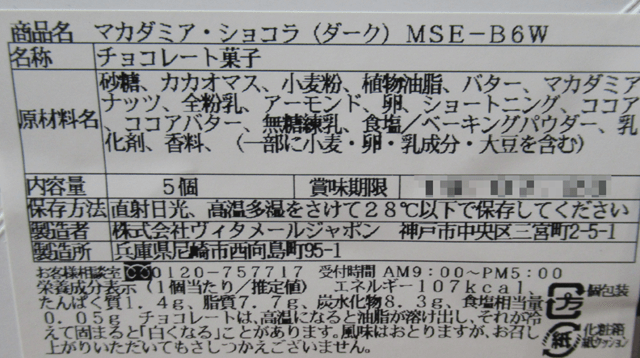 商品名 マカダミア・ショコラ(ダーク) MSE-B6W
名称 チョコレート菓子
原材料名 砂糖、カカオマス、小麦粉、植物油脂、バター、マカダミア
ナッツ、全粉乳、アーモンド、卵、ショートニング、ココア
、ココアバター、無糖練乳、食塩/ベーキングパウダー、乳
化剤、香料、(一部に小麦・卵・乳成分・大豆を含む)
内容量 5個 賞味期限
保存方法 直射日光、高温多湿をさけて28℃以下で保存してください
製造者 株式会社ヴィタメールジャポン 神戸市中央区三宮町2-5-1
製造所 兵庫県尼崎市西向島町95-1
お客様相談室 0120-757717 受付時間 AM9:00~PM5:00
栄養成分表示(1個当たり/推定値) エネルギー107kcal、
たんぱく質1.4g、脂質7.7g、炭水化物8.3g、食塩相当量
0.05g チョコレートは、高温になると油脂が溶け出し、それが冷
えて固まると「白くなる」ことがあります。風味はおとりますが、お召し
上がりいただいてもさしつかえございません。
プラ 個包装
紙 化粧箱
紙クッション